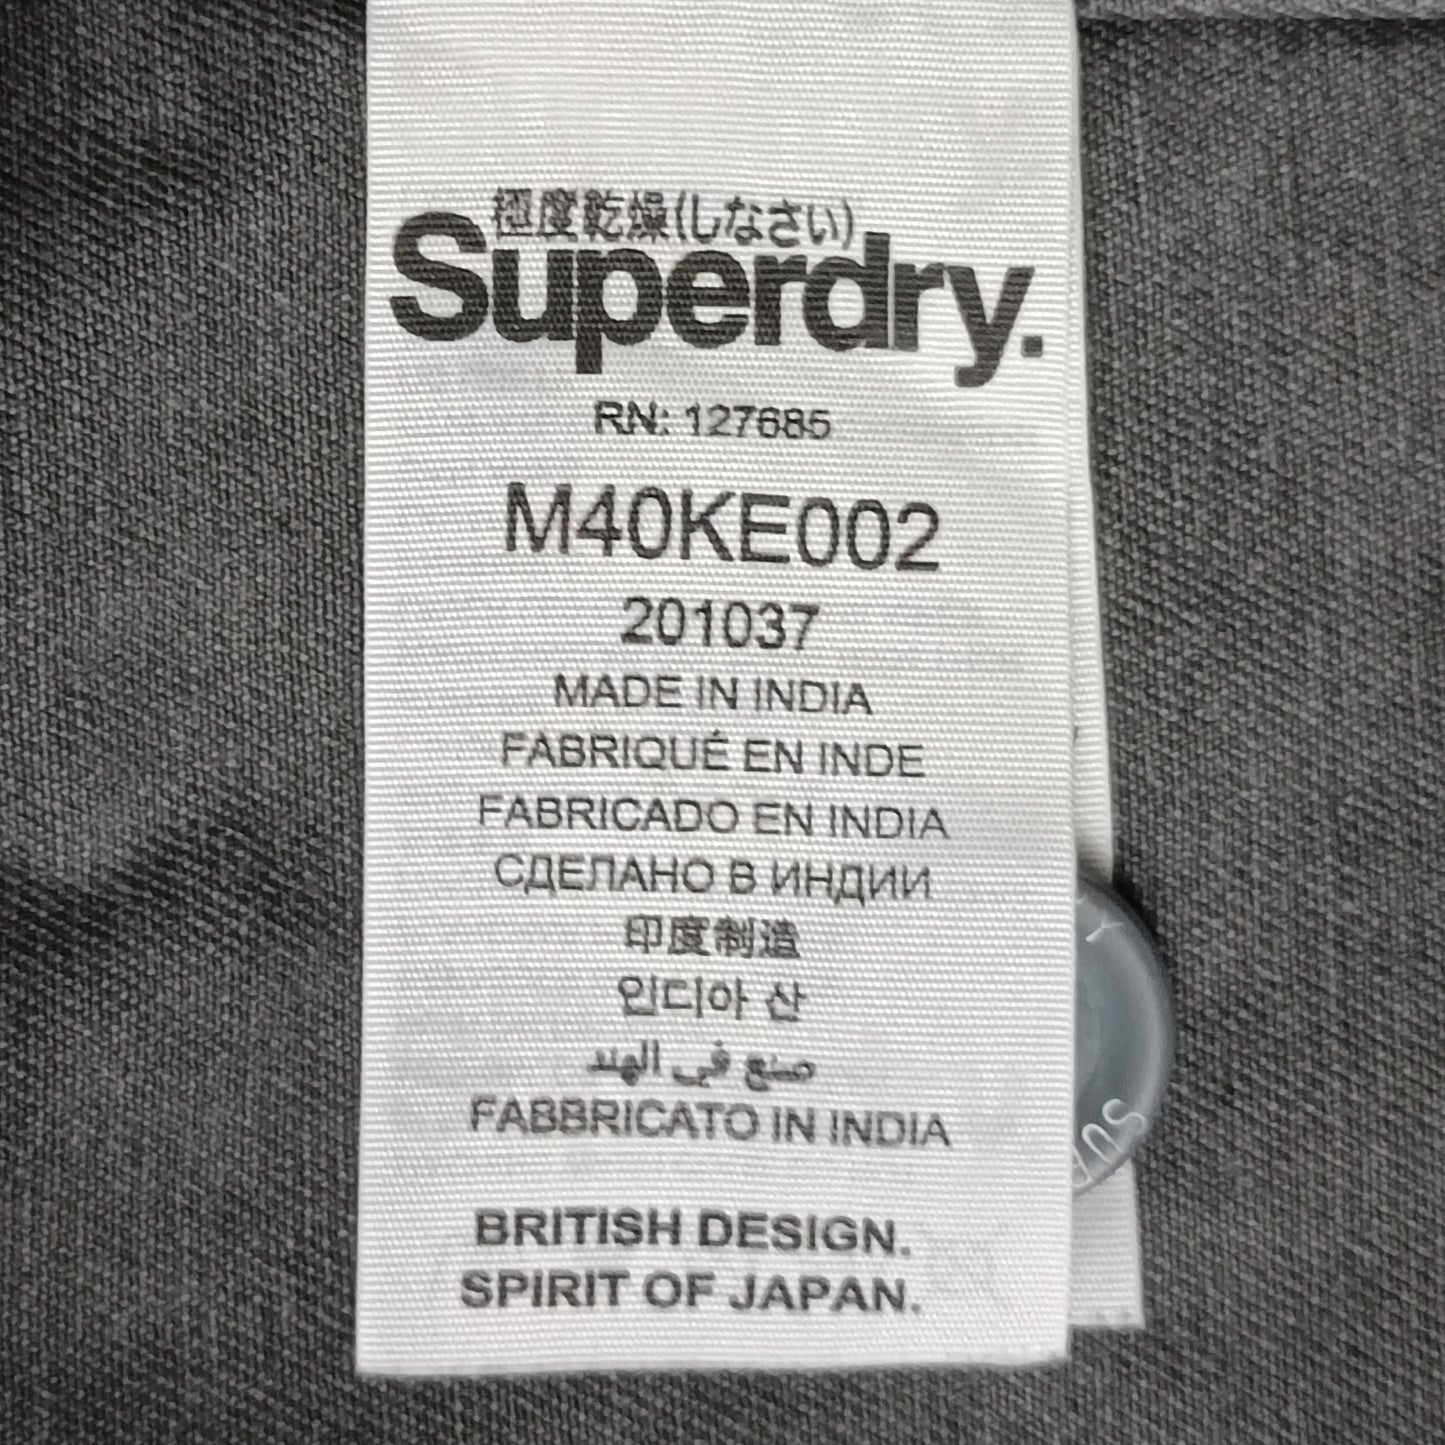 極度乾燥(しなさい)
Superdry.
RN: 127685
M40KE002
201037
MADE IN INDIA
FABRIQUÉ EN INDE
FABRICADO EN INDIA
СДЕЛАНО В ИНДИИ
印度制造
인디아 산
صنع في الهند
FABBRICATO IN INDIA
BRITISH DESIGN.
SPIRIT OF JAPAN.